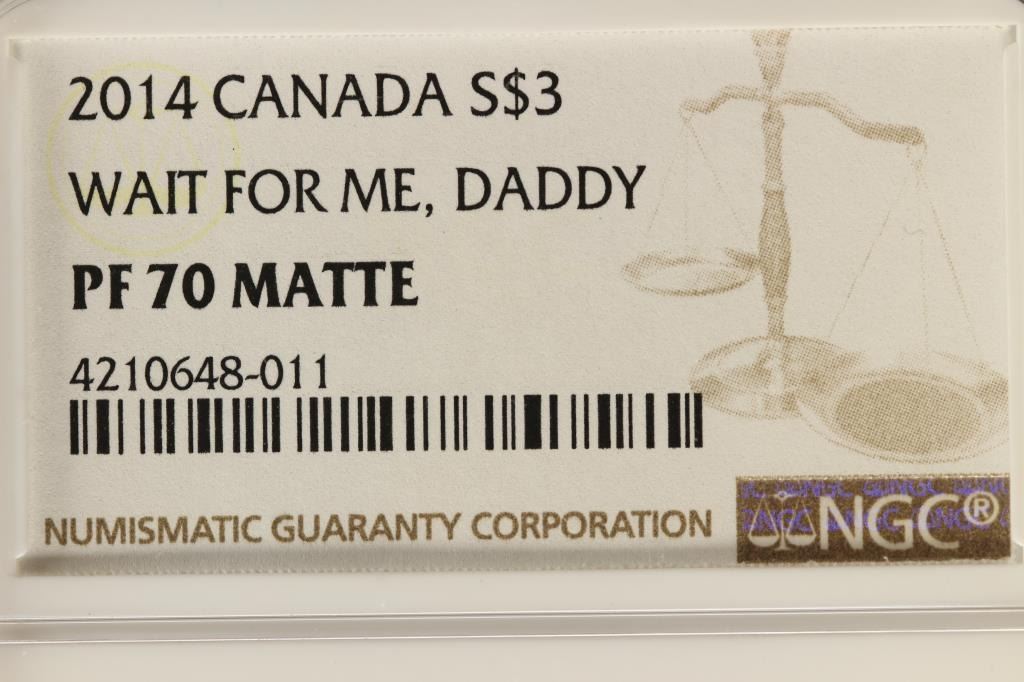 2014 CANADA S$3
WAIT FOR ME, DADDY
PF 70 MATTE
4210648-011
NUMISMATIC GUARANTY CORPORATION
NGC®